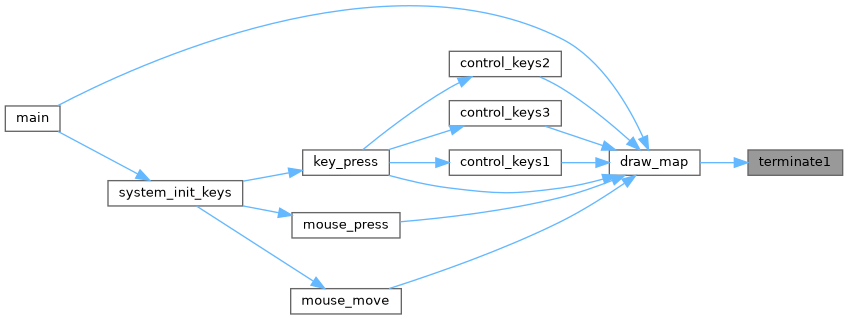 main
system_init_keys
key_press
mouse_press
mouse_move
control_keys2
control_keys3
control_keys1
draw_map
terminate1